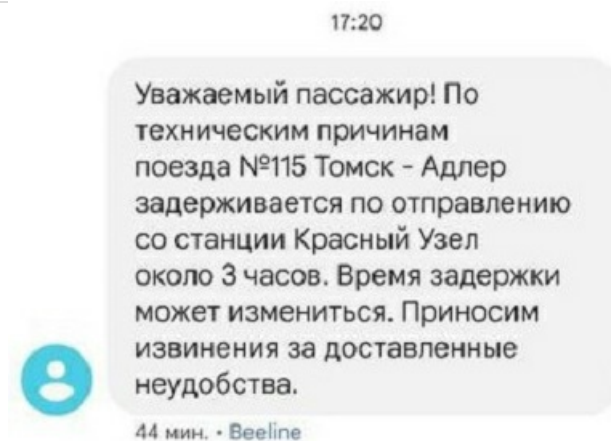 17:20
Уважаемый пассажир! По
техническим причинам
поезда №115 Томск - Адлер
задерживается по отправлению
со станции Красный Узел
около 3 часов. Время задержки
может измениться. Приносим
извинения за доставленные
неудобства.
44 мин. • Beeline